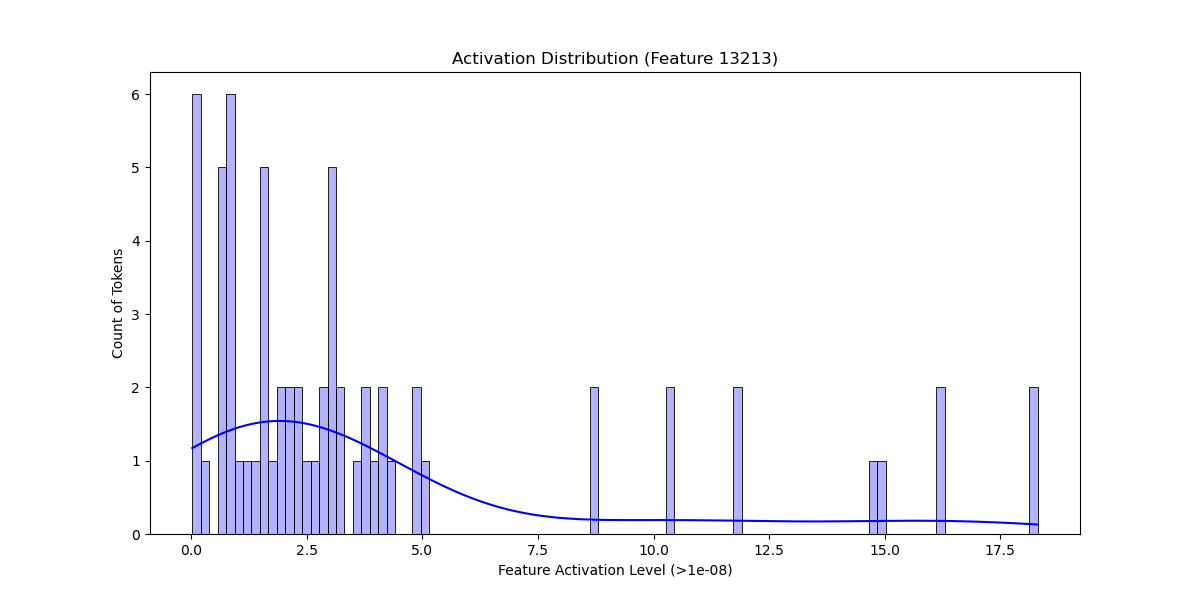 Activation Distribution (Feature 13213)
Count of Tokens
6
5
4
3
2
1
0
0.0 2.5 5.0 7.5 10.0 12.5 15.0 17.5
Feature Activation Level (>1e-08)